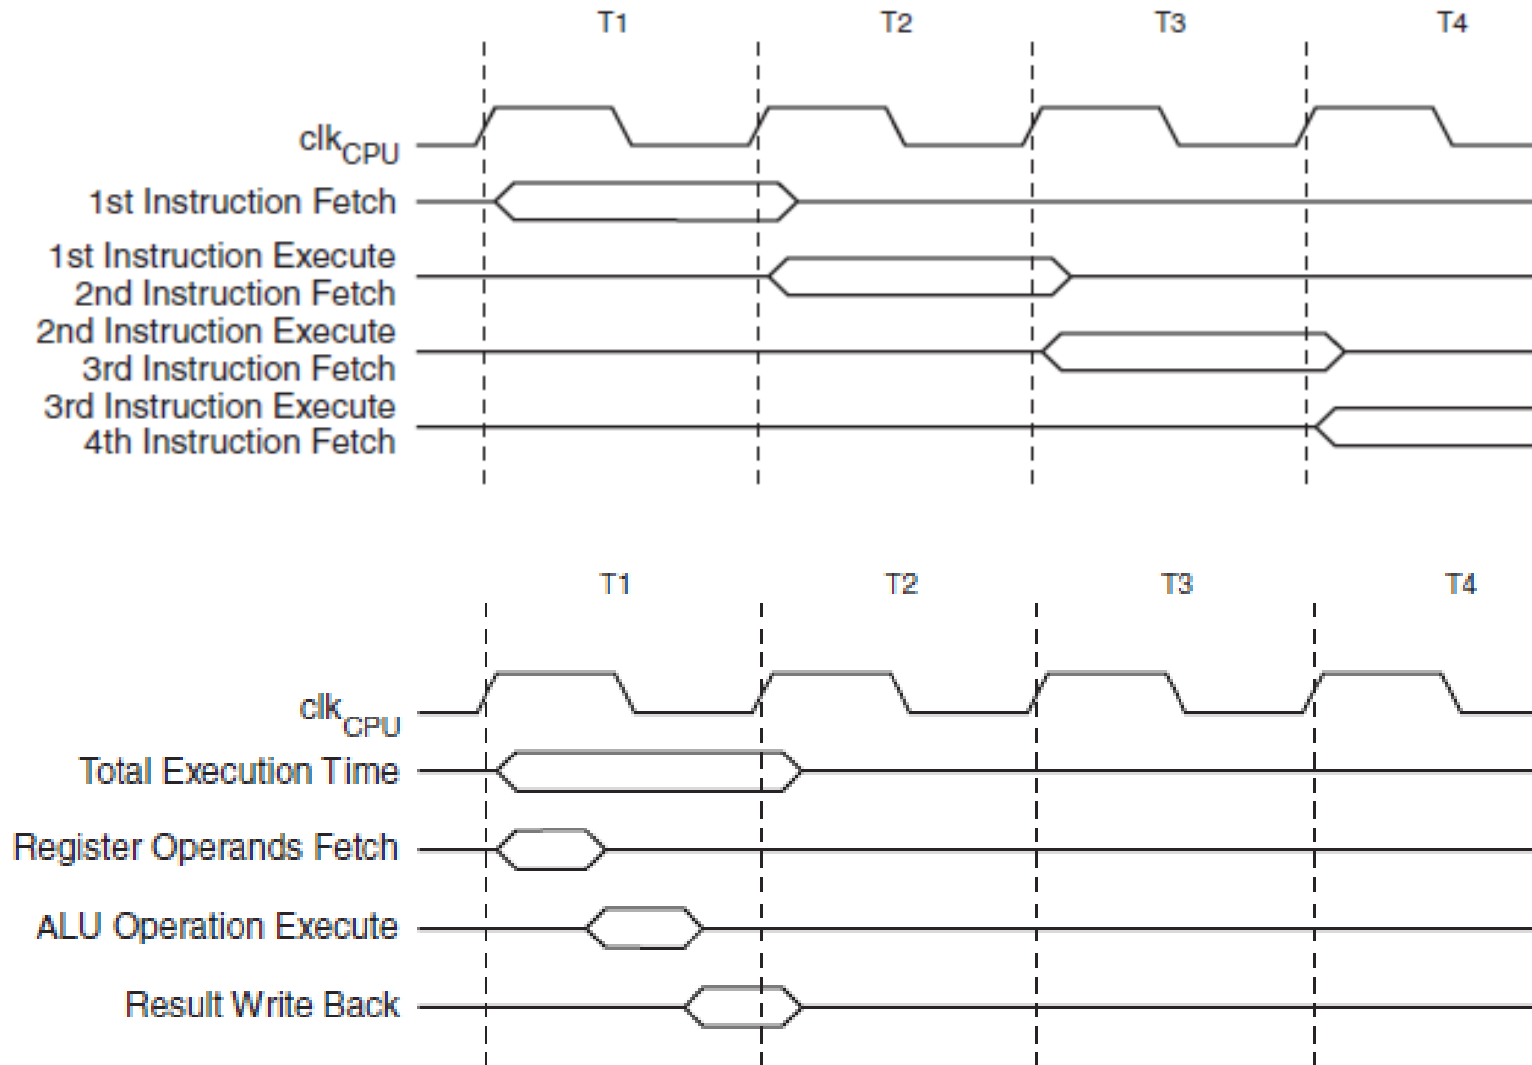 T1 T2 T3 T4
clkCPU
1st Instruction Fetch
1st Instruction Execute
2nd Instruction Fetch
2nd Instruction Execute
3rd Instruction Fetch
3rd Instruction Execute
4th Instruction Fetch
T1 T2 T3 T4
clkCPU
Total Execution Time
Register Operands Fetch
ALU Operation Execute
Result Write Back